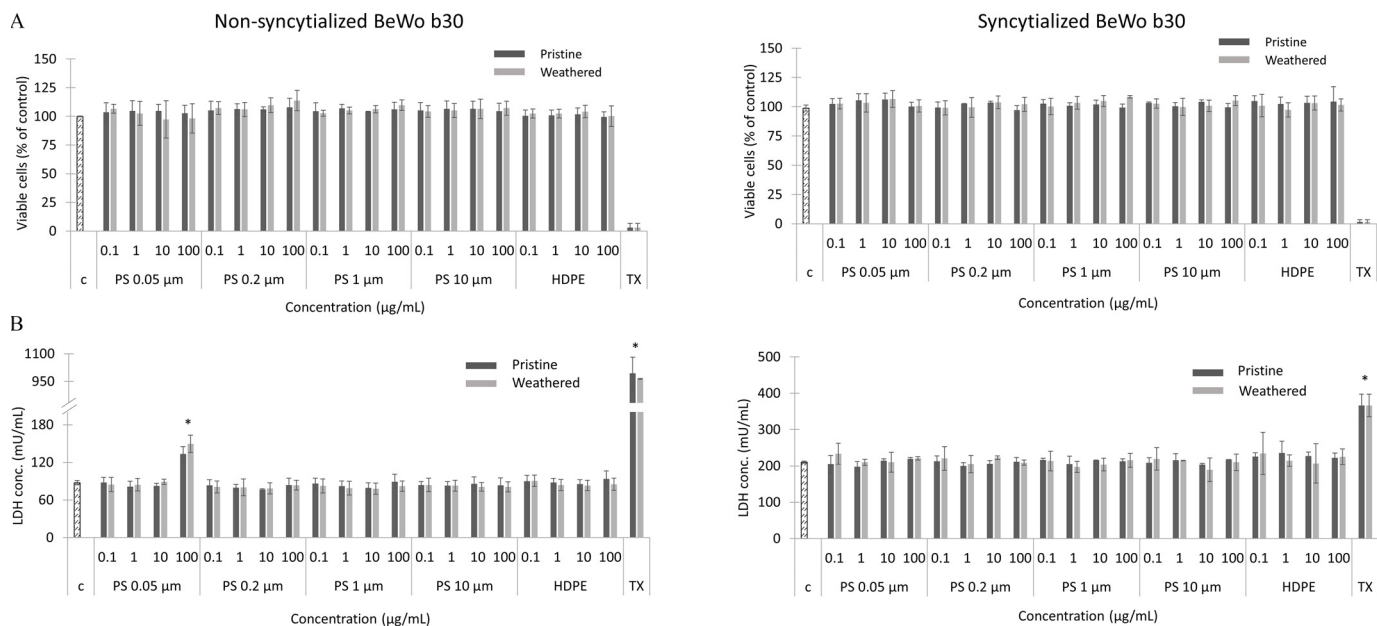 A
Non-syncytialized BeWo b30
Syncytialized BeWo b30
Viable cells (% of control)
150
125
100
75
50
25
0
Pristine
Weathered
0.1 1 10 100 0.1 1 10 100 0.1 1 10 100 0.1 1 10 100 0.1 1 10 100
c PS 0.05 µm PS 0.2 µm PS 1 µm PS 10 µm HDPE TX
Concentration (µg/mL)
Viable cells (% of control)
150
125
100
75
50
25
0
Pristine
Weathered
0.1 1 10 100 0.1 1 10 100 0.1 1 10 100 0.1 1 10 100 0.1 1 10 100
c PS 0.05 µm PS 0.2 µm PS 1 µm PS 10 µm HDPE TX
Concentration (µg/mL)
B
LDH conc. (mU/mL)
1100
950
180
120
60
0
Pristine
Weathered
*
*
0.1 1 10 100 0.1 1 10 100 0.1 1 10 100 0.1 1 10 100 0.1 1 10 100
c PS 0.05 µm PS 0.2 µm PS 1 µm PS 10 µm HDPE TX
Concentration (µg/mL)
LDH conc. (mU/mL)
500
400
300
200
100
0
Pristine
Weathered
*
0.1 1 10 100 0.1 1 10 100 0.1 1 10 100 0.1 1 10 100 0.1 1 10 100
c PS 0.05 µm PS 0.2 µm PS 1 µm PS 10 µm HDPE TX
Concentration (µg/mL)